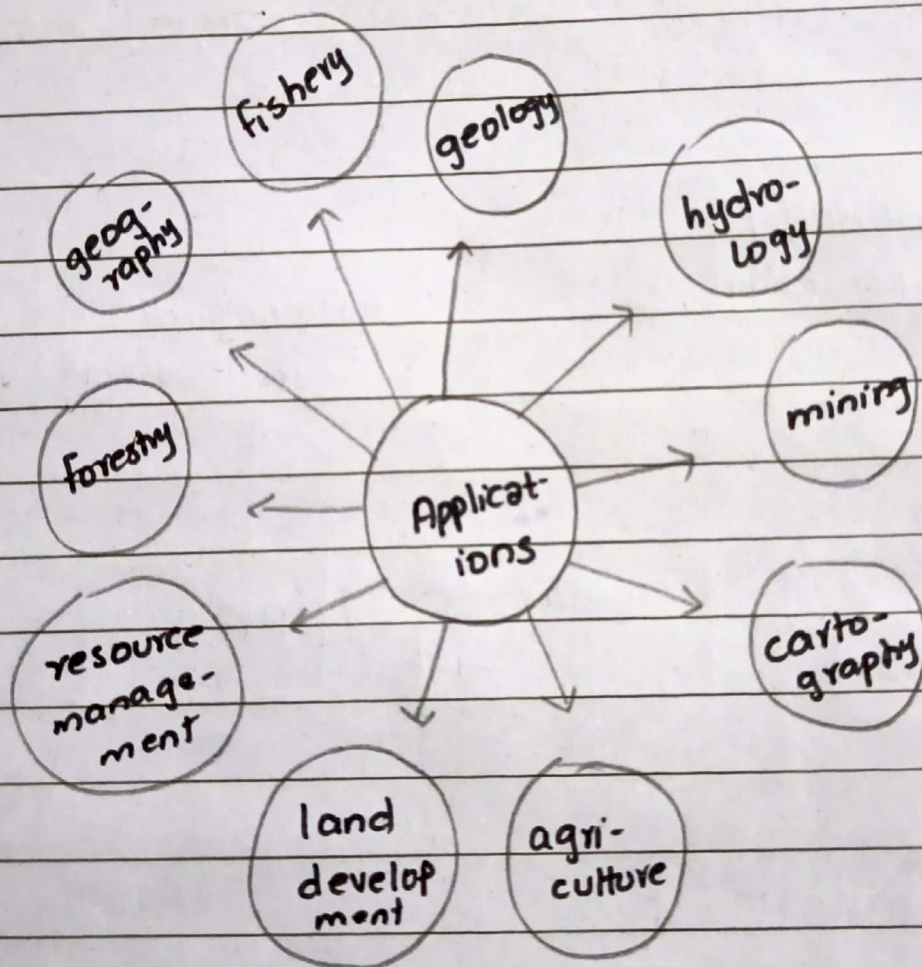 fishery
geology
geog-
raphy
hydro-
logy
mining
forestry
Applicat-
ions
resource
manage-
ment
carto-
graphy
land
develop
ment
agri-
culture